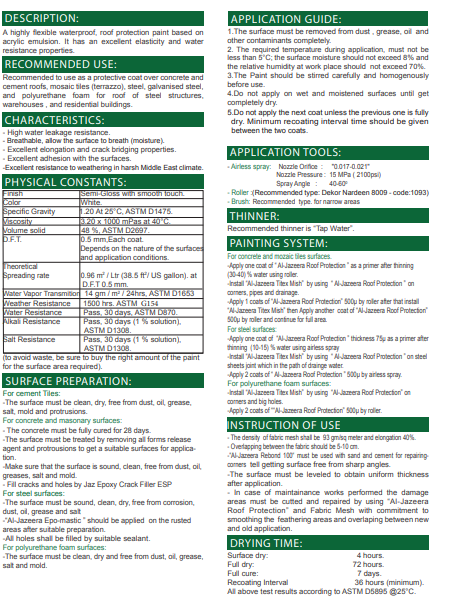 DESCRIPTION:
A highly flexible waterproof, roof protection paint based on
acrylic emulsion. It has an excellent elasticity and water
resistance properties.
RECOMMENDED USE:
Recommended to use as a protective coat over concrete and
cement roofs, mosaic tiles (terrazzo), steel, galvanised steel,
and polyurethane foam for roof of steel structures,
warehouses , and residential buildings.
CHARACTERISTICS:
- High water leakage resistance.
- Breathable, allow the surface to breath (moisture).
- Excellent elongation and crack bridging properties.
- Excellent adhesion with the surfaces.
-Excellent resistance to weathering in harsh Middle East climate.
PHYSICAL CONSTANTS:
Finish Semi-Gloss with smooth touch.
Color White.
Specific Gravity 1.20 At 25°C, ASTM D1475.
Viscosity 3.20 x 1000 mPas at 40°C.
Volume solid 48 %, ASTM D2697.
D.F.T. 0.5 mm,Each coat.
Depends on the nature of the surfaces
and application conditions.
Theoretical
Spreading rate 0.96 m² / Ltr (38.5 ft²/ US gallon). at
D.F.T 0.5 mm.
Water Vapor Transmition 14 gm / m² / 24hrs, ASTM D1653
Weather Resistance 1500 hrs. ASTM G154
Water Resistance Pass, 30 days, ASTM D870.
Alkali Resistance Pass, 30 days (1 % solution),
ASTM D1308.
Salt Resistance Pass, 30 days (1 % solution),
ASTM D1308.
(to avoid waste, be sure to buy the right amount of the paint
for the surface area required).
SURFACE PREPARATION:
For cement Tiles:
-The surface must be clean, dry, free from dust, oil, grease,
salt, mold and protrusions.
For concrete and masonary surfaces:
- The concrete must be fully cured for 28 days.
-The surface must be treated by removing all forms release
agent and protrusions to get a suitable surfaces for applica-
tion.
-Make sure that the surface is sound, clean, free from dust, oil,
greases, salt and mold.
- Fill cracks and holes by Jaz Epoxy Crack Filler ESP
For steel surfaces:
-The surface must be sound, clean, dry, free from corrosion,
dust, oil, grease and salt
-"Al-Jazeera Epo-mastic " should be applied on the rusted
areas after suitable preparation.
-All holes shall be filled by suitable sealant.
For polyurethane foam surfaces:
-The surface must be clean, dry and free from dust, oil, grease,
salt and mold.
APPLICATION GUIDE:
1.The surface must be removed from dust , grease, oil and
other contaminants completely.
2. The required temperature during application, must not be
less than 5°C; the surface moisture should not exceed 8% and
the relative humidity at work place should not exceed 70%.
3.The Paint should be stirred carefully and homogenously
before use.
4.Do not apply on wet and moistened surfaces until get
completely dry.
5.Do not apply the next coat unless the previous one is fully
dry. Minimum recoating interval time should be given
between the two coats.
APPLICATION TOOLS:
- Airless spray: Nozzle Orifice : "0.017-0.021"
Nozzle Pressure : 15 MPa ( 2100psi)
Spray Angle : 40-60º
- Roller :(Recommended type: Dekor Nardeen 8009 - code:1093)
- Brush: Recommended type. for narrow areas
THINNER:
Recommended thinner is "Tap Water".
PAINTING SYSTEM:
For concrete and mozaic tiles surfaces.
-Apply one coat of " Al-Jazeera Roof Protection " as a primer after thinning
(30-40) % water using roller.
-Install "Al-Jazeera Titex Mish" by using " Al-Jazeera Roof Protection " on
corners, pipes and drainage.
-Apply 1 coats of "Al-Jazeera Roof Protection" 500µ by roller after that install
"Al-Jazeera Titex Mish" then Apply another coat of "Al-Jazeera Roof Protection"
500µ by roller and continue for full area.
For steel surfaces:
-Apply one coat of "Al-Jazeera Roof Protection " thickness 75µ as a primer after
thinning (10-15) % water using airless spray
-Install "Al-Jazeera Titex Mish" by using " Al-Jazeera Roof Protection " on steel
sheets joint which in the path of drainge water.
-Apply 2 coats of " Al-Jazeera Roof Protection " 500µ by airless spray.
For polyurethane foam surfaces:
-Install "Al-Jazeera Titex Mish" by using "Al-Jazeera Roof Protection" on
corners and big holes.
-Apply 2 coats of ""Al-Jazeera Roof Protection" 500µ by roller.
INSTRUCTION OF USE
- The density of fabric mesh shall be 93 gm/sq meter and elongation 40%.
- Overlapping between the fabric should be 5-10 cm.
-"Al-Jazeera Rebond 100" must be used with sand and cement for repairing-
corners tell getting surface free from sharp angles.
-The surface must be leveled to obtain uniform thickness
after application.
- In case of maintainance works performed the damage
areas must be cutted and repaired by using "Al-Jazeera
Roof Protection" and Fabric Mesh with commitment to
smoothing the feathering areas and overlaping between new
and old application.
DRYING TIME:
Surface dry: 4 hours.
Full dry: 72 hours.
Full cure: 7 days.
Recoating Interval 36 hours (minimum).
All above test results according to ASTM D5895 @25°C.